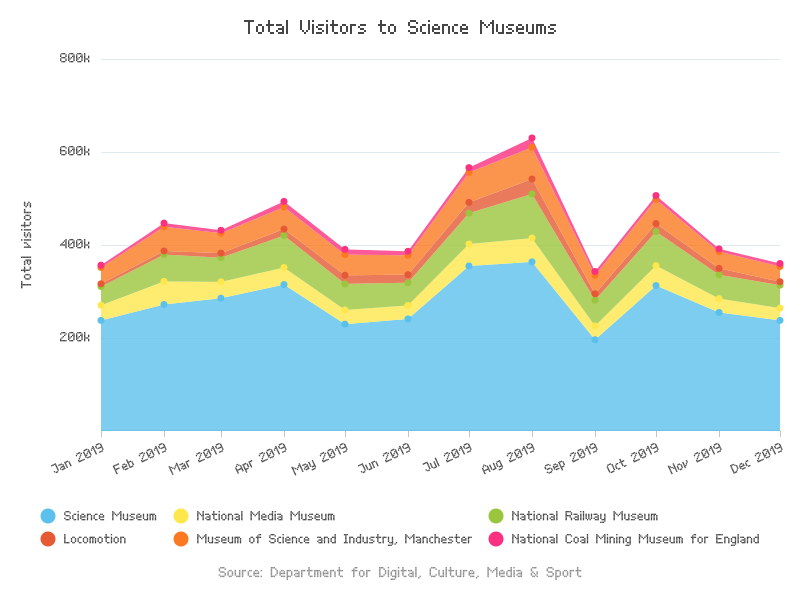 Total Visitors to Science Museums
800k
600k
400k
200k
Total visitors
Jan 2019
Feb 2019
Mar 2019
Apr 2019
May 2019
Jun 2019
Jul 2019
Aug 2019
Sep 2019
Oct 2019
Nov 2019
Dec 2019
Science Museum
National Media Museum
National Railway Museum
Locomotion
Museum of Science and Industry, Manchester
National Coal Mining Museum for England
Source: Department for Digital, Culture, Media & Sport